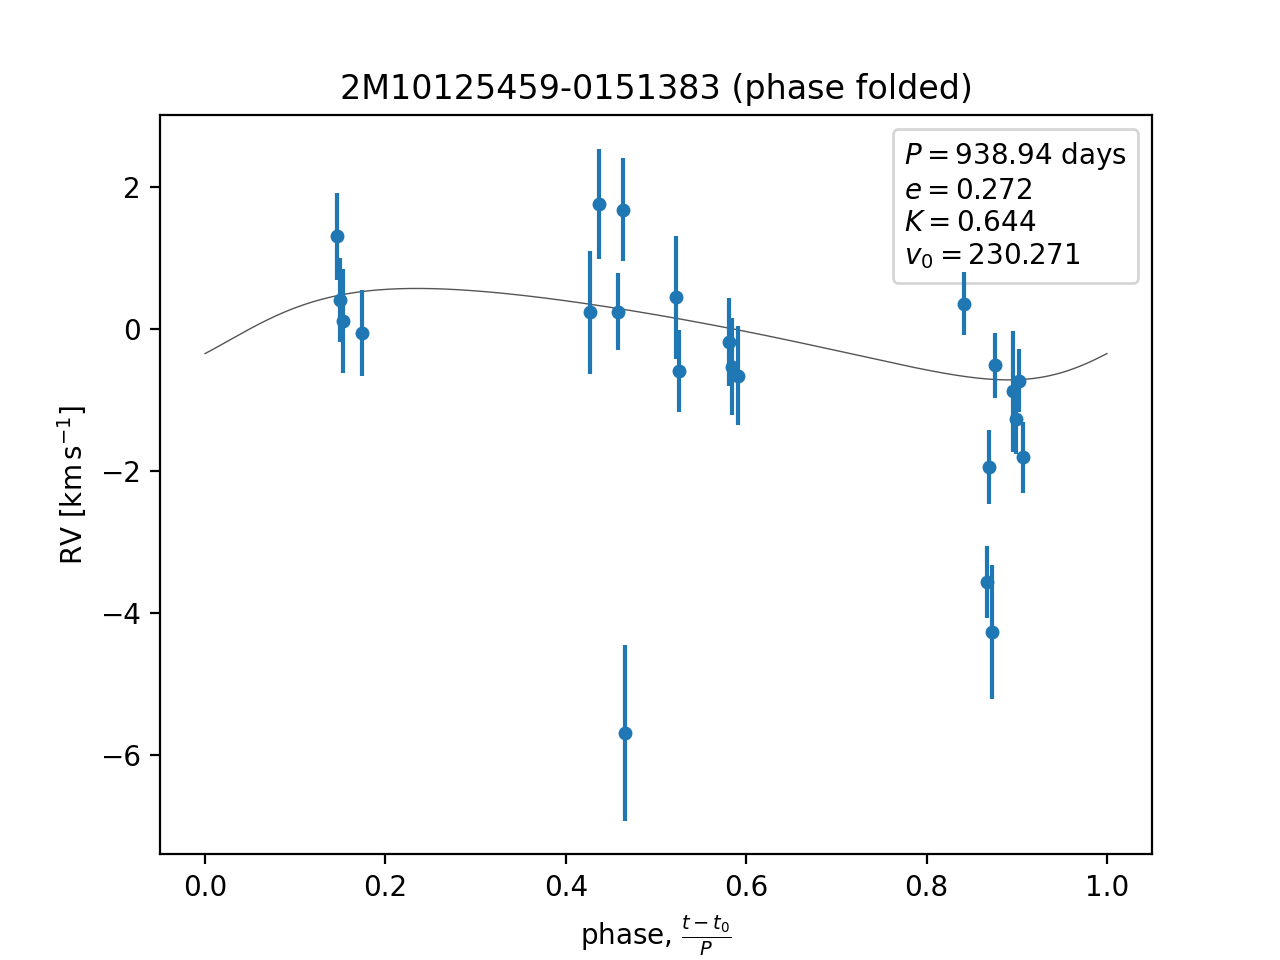 2M10125459-0151383 (phase folded)
P = 938.94 days
e = 0.272
K = 0.644
v₀ = 230.271
2
0
−2
−4
−6
RV [km s⁻¹]
0.0 0.2 0.4 0.6 0.8 1.0
phase, (t − t₀)/P